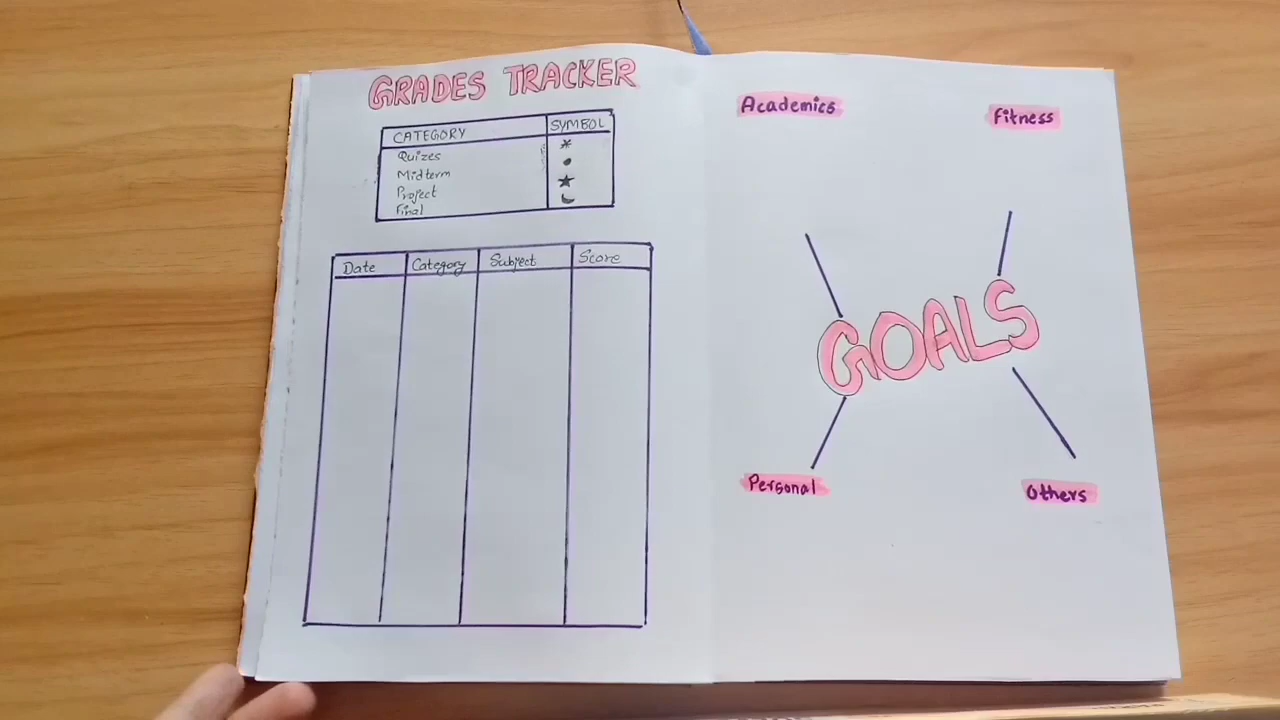 GRADES TRACKER
CATEGORY SYMBOL
Quizes *
Midterm •
Project ★
Final ☾
Date Category Subject Score
Academics
Fitness
GOALS
Personal
Others